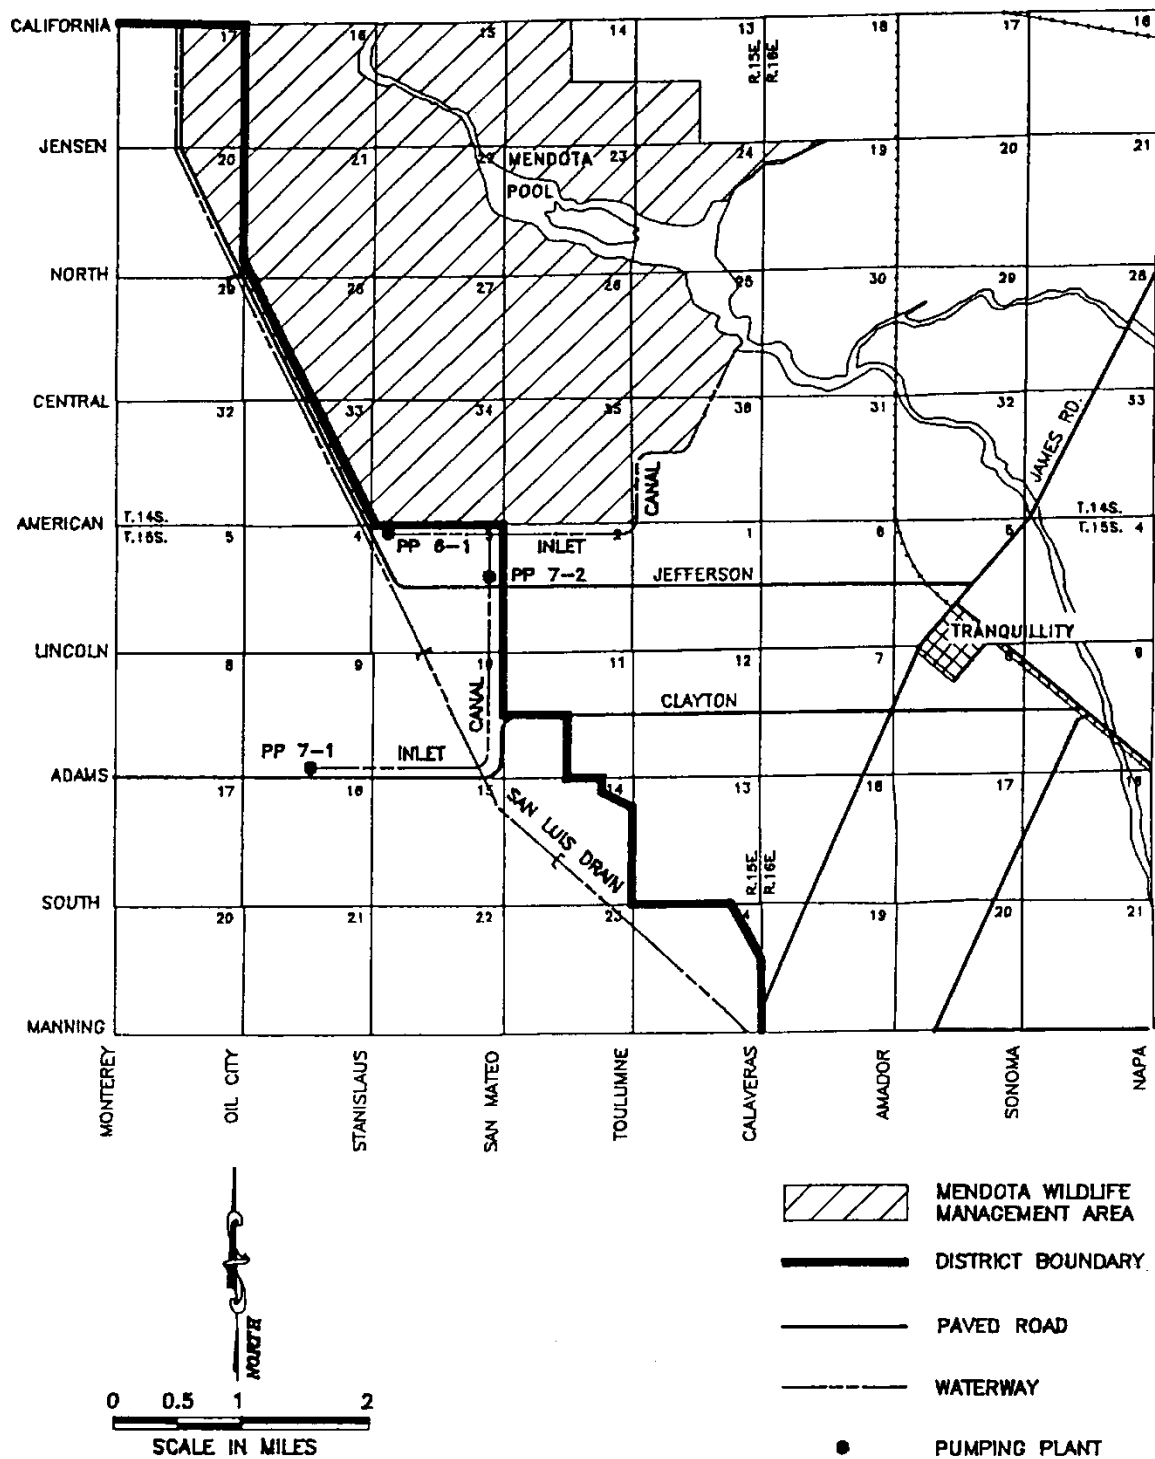 CALIFORNIA 17 16 15 14 13 18 17 16
R.15E. R.16E.
JENSEN 20 21 22 23 24 19 20 21
MENDOTA
POOL
NORTH 29 28 27 26 25 30 29 28
CENTRAL 32 33 34 35 36 31 32 33
JAMES RD.
CANAL
T.14S. T.14S.
AMERICAN 5 4 2 1 6 5 4
T.15S. T.15S.
PP 6-1 INLET
PP 7-2 JEFFERSON
TRANQUILLITY
LINCOLN 8 9 10 11 12 7 8 9
CANAL
CLAYTON
PP 7-1 INLET
ADAMS 17 16 15 14 13 18 17 16
SAN LUIS DRAIN
R.15E. R.16E.
SOUTH 20 21 22 23 4 19 20 21
MANNING
MONTEREY
OIL CITY
STANISLAUS
SAN MATEO
TOULUMNE
CALAVERAS
AMADOR
SONOMA
NAPA
NORTH
0 0.5 1 2
SCALE IN MILES
MENDOTA WILDLIFE
MANAGEMENT AREA
DISTRICT BOUNDARY
PAVED ROAD
WATERWAY
PUMPING PLANT